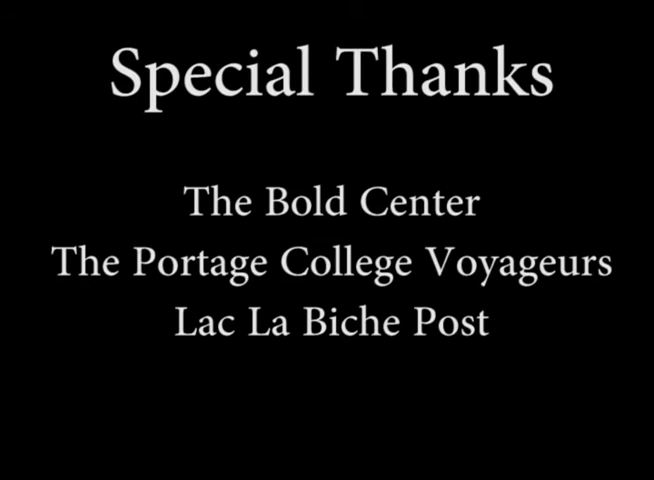 Special Thanks
The Bold Center
The Portage College Voyageurs
Lac La Biche Post